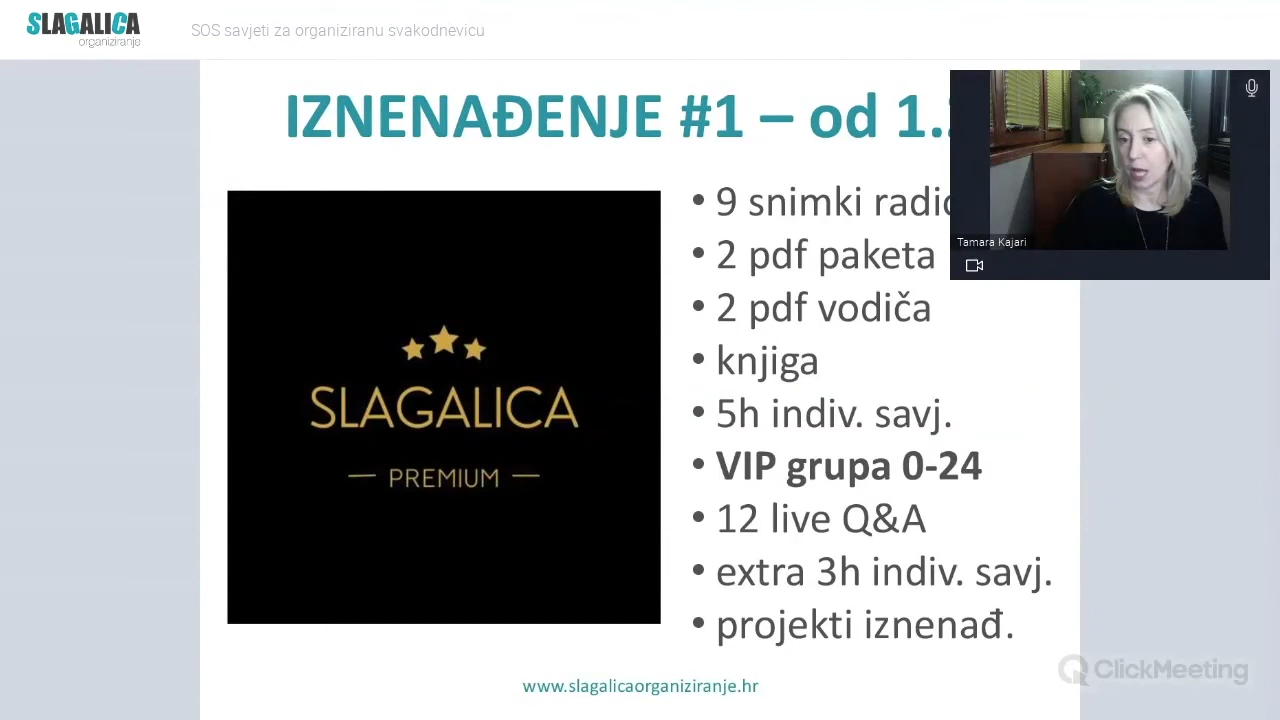 SLAGALICA
organiziranje
SOS savjeti za organiziranu svakodnevicu
IZNENAĐENJE #1 – od 1.
• 9 snimki
• 2 pdf paketa
• 2 pdf vodiča
• knjiga
• 5h indiv. savj.
• VIP grupa 0-24
• 12 live Q&A
• extra 3h indiv. savj.
• projekti iznenađ.
SLAGALICA
— PREMIUM —
Tamara Kajari
www.slagalicaorganiziranje.hr
ClickMeeting